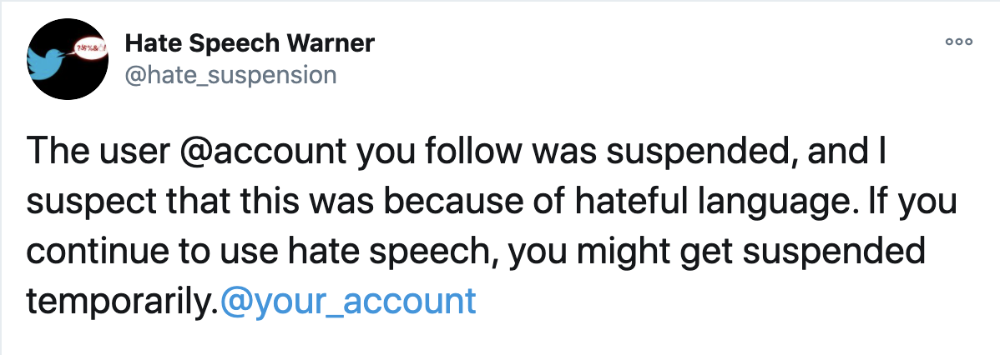 Hate Speech Warner
@hate_suspension
The user @account you follow was suspended, and I
suspect that this was because of hateful language. If you
continue to use hate speech, you might get suspended
temporarily.@your_account